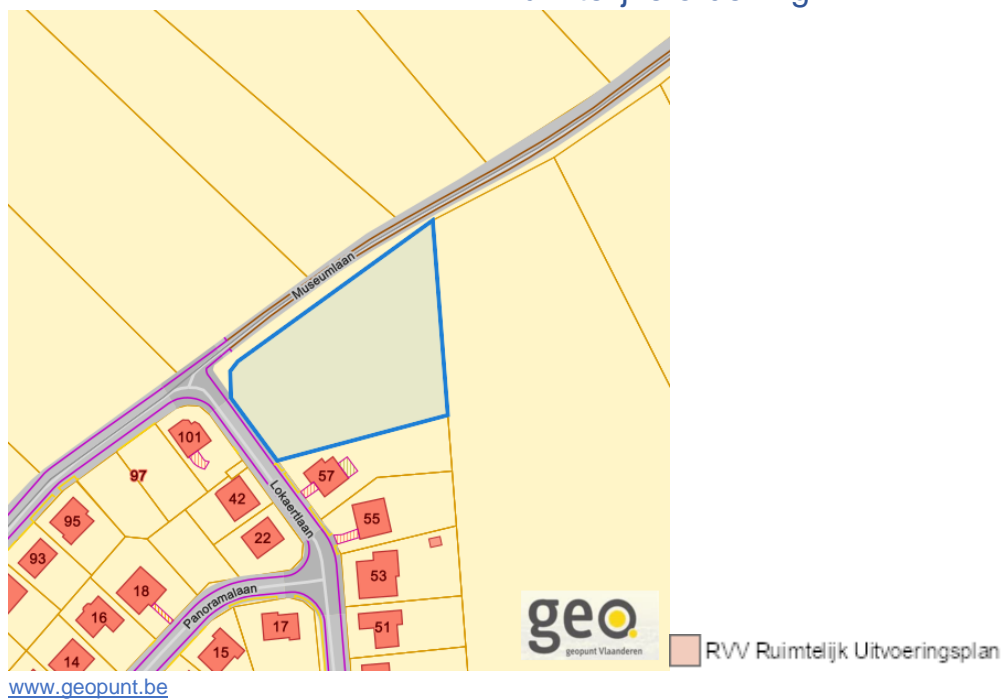 Museumlaan
101
97
57
42
Lokaertlaan
95
55
22
93
53
18
Panoramalaan
16
17
51
15
14
geo
geopunt Vlaanderen
RVV Ruimtelijk Uitvoeringsplan
www.geopunt.be